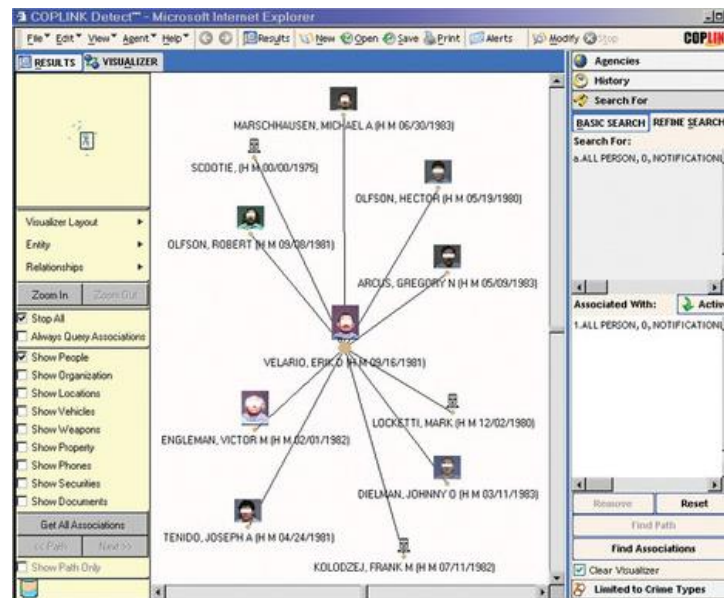 COPLINK Detect™ - Microsoft Internet Explorer
File Edit View Agent Help Results New Open Save Print Alerts Modify Stop COPLIN
RESULTS VISUALIZER
Visualizer Layout
Entity
Relationships
Zoom In Zoom Out
Stop All
Always Query Associations
Show People
Show Organization
Show Locations
Show Vehicles
Show Weapons
Show Property
Show Phones
Show Securities
Show Documents
Get All Associations
<< Path Next >>
Show Path Only
MARSCHHAUSEN, MICHAEL A (H M 06/30/1983)
SCOOTIE, (H M 00/00/1975)
OLFSON, HECTOR (H M 05/19/1980)
OLFSON, ROBERT (H M 09/08/1981)
ARCUS, GREGORY N (H M 05/09/1983)
VELARIO, ERIK D (H M 09/16/1981)
LOCKETTI, MARK (H M 12/02/1980)
ENGLEMAN, VICTOR M (H M 02/01/1982)
DIELMAN, JOHNNY O (H M 03/11/1983)
TENIDO, JOSEPH A (H M 04/24/1981)
KOLODZEJ, FRANK M (H M 07/11/1982)
Agencies
History
Search For
BASIC SEARCH REFINE SEARCH
Search For:
a.ALL PERSON, 0, NOTIFICATION(
Associated With: Activ
1.ALL PERSON, 0, NOTIFICATION(
Remove Reset
Find Path
Find Associations
Clear Visualizer
Limited to Crime Types